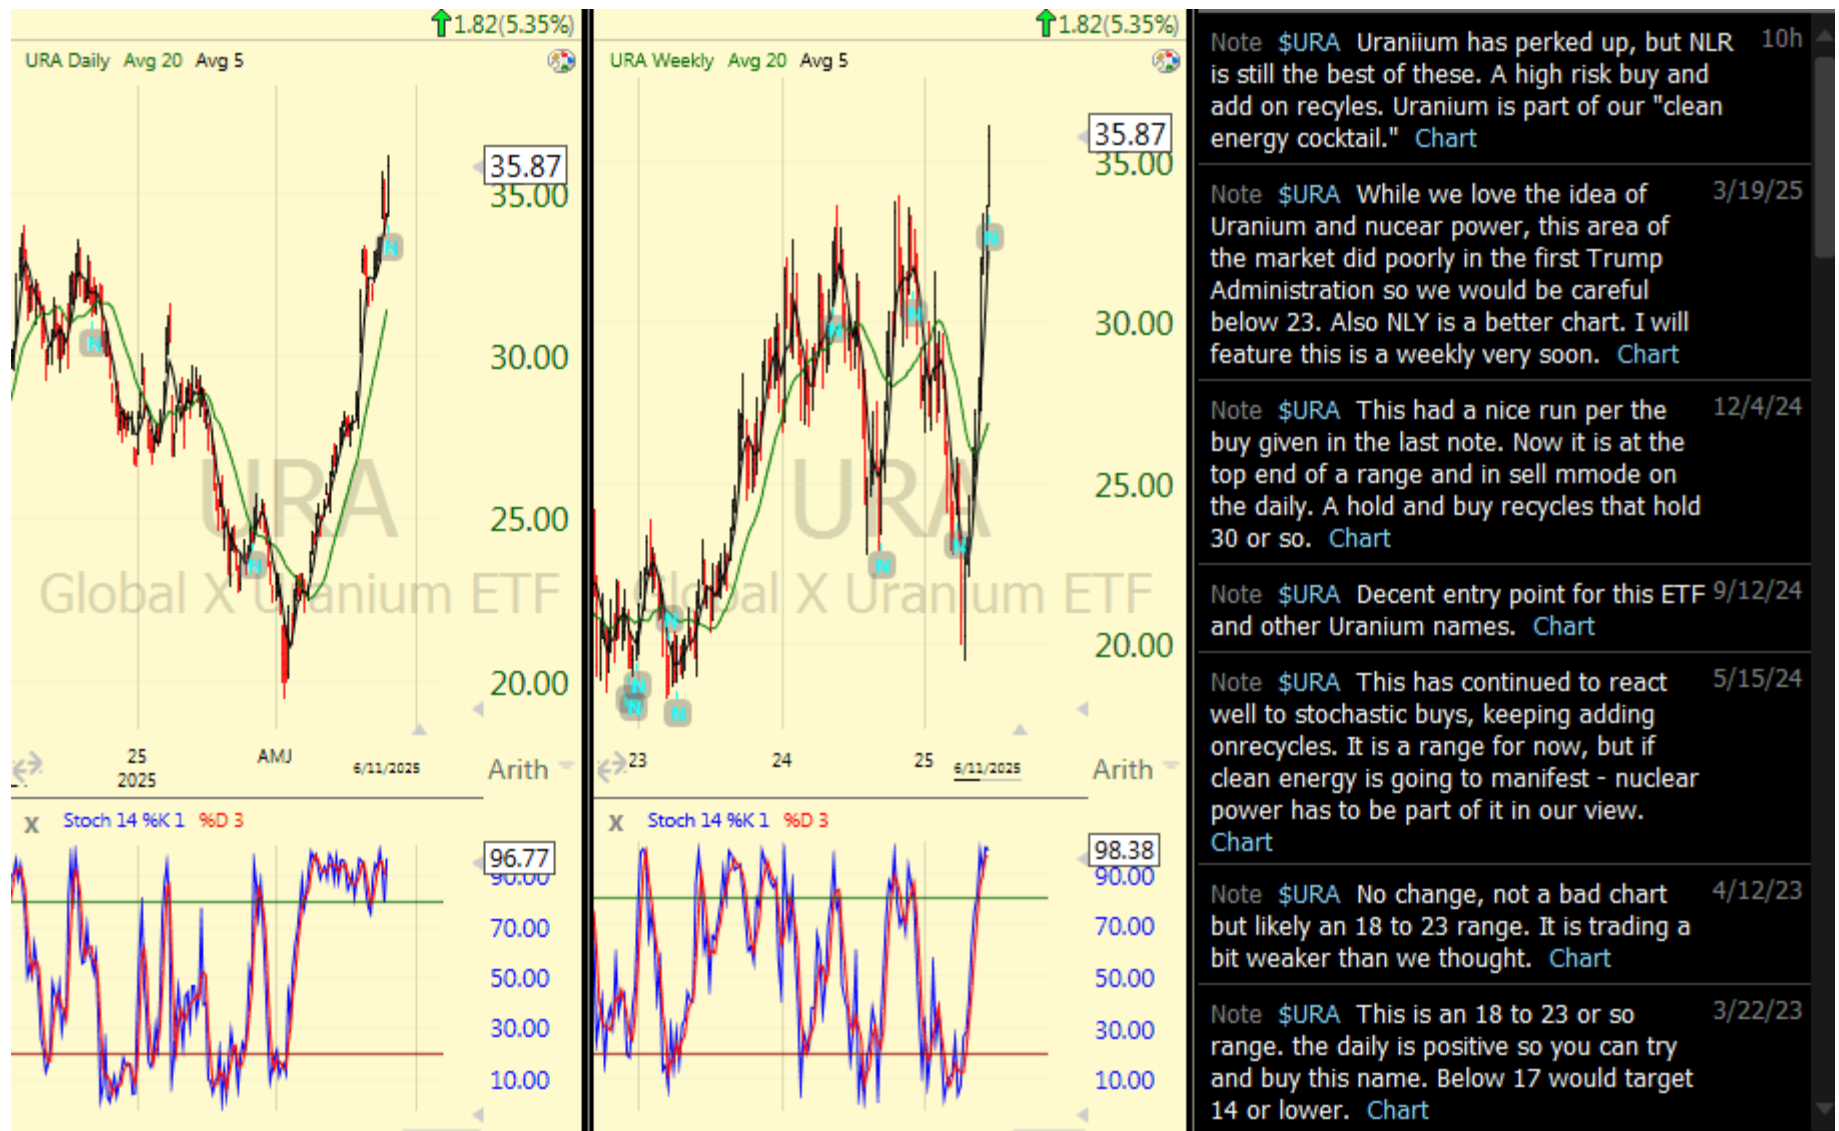 1.82(5.35%)
URA Daily Avg 20 Avg 5
35.87
35.00
30.00
25.00
20.00
URA
Global X Uranium ETF
N
N
N
25
2025
AMJ
6/11/2025
Arith
X Stoch 14 %K 1 %D 3
96.77
90.00
70.00
50.00
30.00
10.00
1.82(5.35%)
URA Weekly Avg 20 Avg 5
35.87
35.00
30.00
25.00
20.00
URA
Global X Uranium ETF
N
N
N
N
N
N
N
N
N
23
24
25
6/11/2025
Arith
X Stoch 14 %K 1 %D 3
98.38
90.00
70.00
50.00
30.00
10.00
Note $URA Uraniium has perked up, but NLR 10h
is still the best of these. A high risk buy and
add on recyles. Uranium is part of our "clean
energy cocktail." Chart
Note $URA While we love the idea of 3/19/25
Uranium and nucear power, this area of
the market did poorly in the first Trump
Administration so we would be careful
below 23. Also NLY is a better chart. I will
feature this is a weekly very soon. Chart
Note $URA This had a nice run per the 12/4/24
buy given in the last note. Now it is at the
top end of a range and in sell mmode on
the daily. A hold and buy recycles that hold
30 or so. Chart
Note $URA Decent entry point for this ETF 9/12/24
and other Uranium names. Chart
Note $URA This has continued to react 5/15/24
well to stochastic buys, keeping adding
onrecycles. It is a range for now, but if
clean energy is going to manifest - nuclear
power has to be part of it in our view.
Chart
Note $URA No change, not a bad chart 4/12/23
but likely an 18 to 23 range. It is trading a
bit weaker than we thought. Chart
Note $URA This is an 18 to 23 or so 3/22/23
range. the daily is positive so you can try
and buy this name. Below 17 would target
14 or lower. Chart